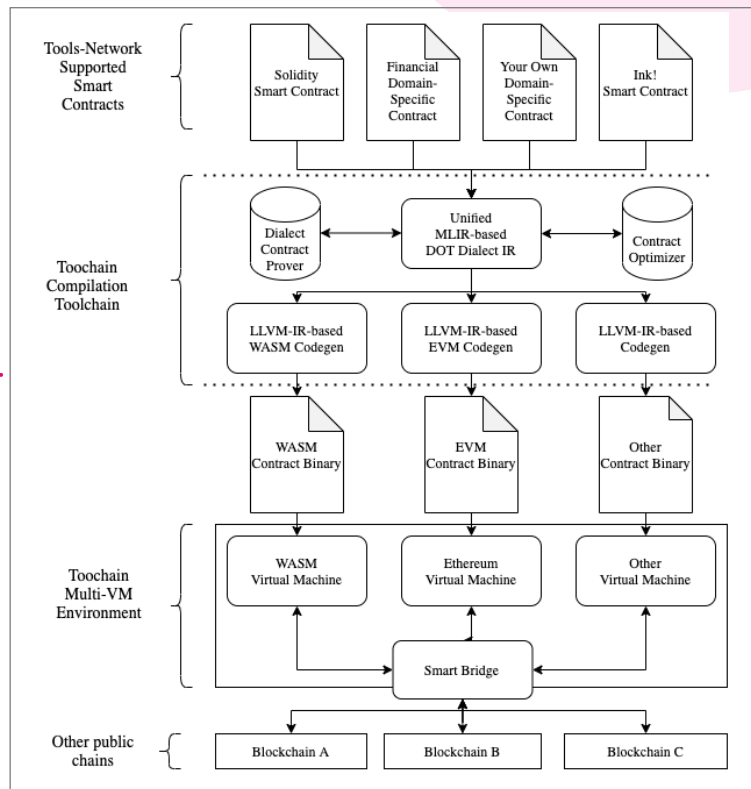 Tools-Network
Supported
Smart
Contracts
Solidity
Smart Contract
Financial
Domain-
Specific
Contract
Your Own
Domain-
Specific
Contract
Ink!
Smart Contract
Toochain
Compilation
Toolchain
Dialect
Contract
Prover
Unified
MLIR-based
DOT Dialect IR
Contract
Optimizer
LLVM-IR-based
WASM Codegen
LLVM-IR-based
EVM Codegen
LLVM-IR-based
Codegen
WASM
Contract Binary
EVM
Contract Binary
Other
Contract Binary
Toochain
Multi-VM
Environment
WASM
Virtual Machine
Ethereum
Virtual Machine
Other
Virtual Machine
Smart Bridge
Other public
chains
Blockchain A
Blockchain B
Blockchain C